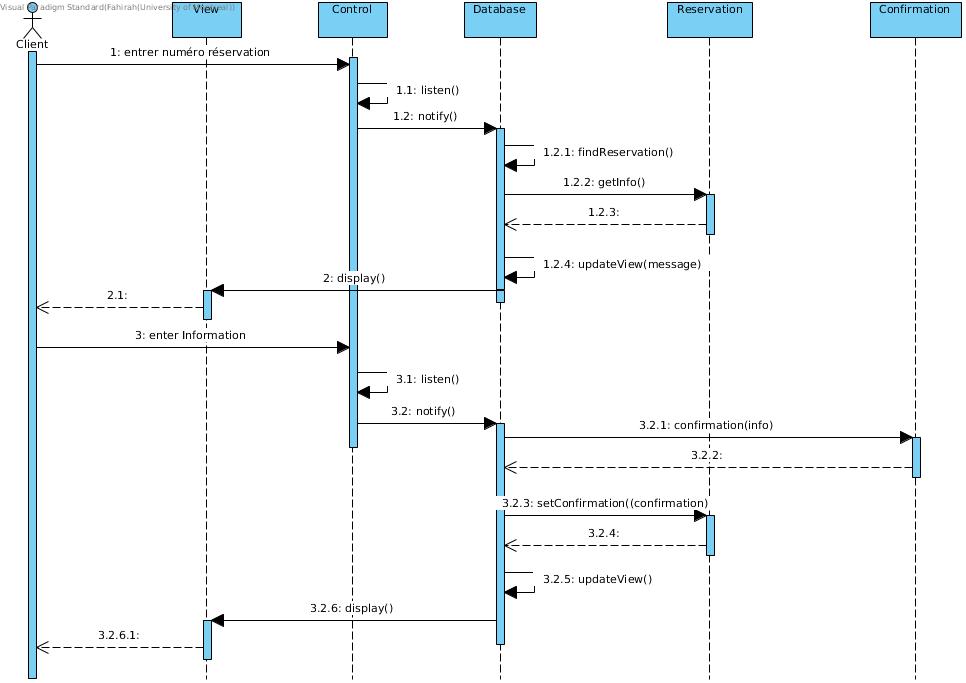 Visual Paradigm Standard(Fahirah(University of Montreal))
View
Control
Database
Reservation
Confirmation
Client
1: entrer numéro réservation
1.1: listen()
1.2: notify()
1.2.1: findReservation()
1.2.2: getInfo()
1.2.3:
1.2.4: updateView(message)
2: display()
2.1:
3: enter Information
3.1: listen()
3.2: notify()
3.2.1: confirmation(info)
3.2.2:
3.2.3: setConfirmation((confirmation)
3.2.4:
3.2.5: updateView()
3.2.6: display()
3.2.6.1: